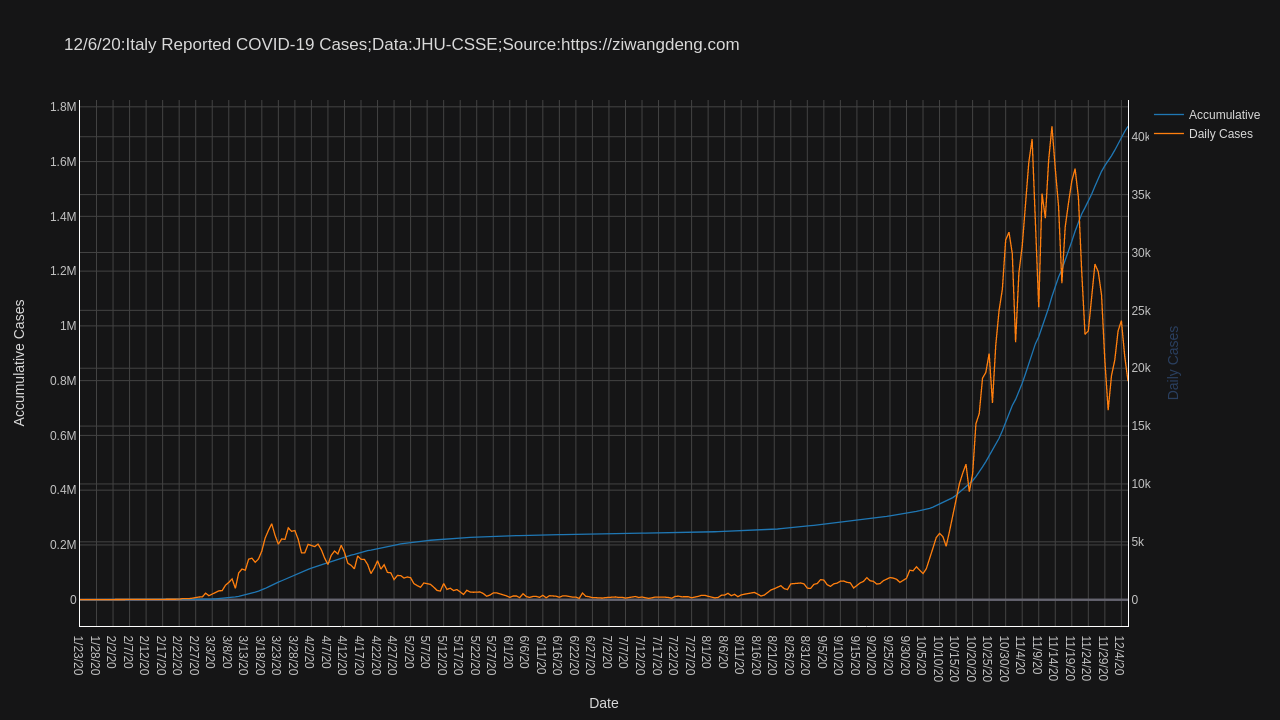 12/6/20:Italy Reported COVID-19 Cases;Data:JHU-CSSE;Source:https://ziwangdeng.com
Accumulative
Daily Cases
1.8M
1.6M
1.4M
1.2M
1M
0.8M
0.6M
0.4M
0.2M
0
Accumulative Cases
40k
35k
30k
25k
20k
15k
10k
5k
0
Daily Cases
1/23/20
1/28/20
2/2/20
2/7/20
2/12/20
2/17/20
2/22/20
2/27/20
3/3/20
3/8/20
3/13/20
3/18/20
3/23/20
3/28/20
4/2/20
4/7/20
4/12/20
4/17/20
4/22/20
4/27/20
5/2/20
5/7/20
5/12/20
5/17/20
5/22/20
5/27/20
6/1/20
6/6/20
6/11/20
6/16/20
6/22/20
6/27/20
7/2/20
7/7/20
7/12/20
7/17/20
7/22/20
7/27/20
8/1/20
8/6/20
8/11/20
8/16/20
8/21/20
8/26/20
8/31/20
9/5/20
9/10/20
9/15/20
9/20/20
9/25/20
9/30/20
10/5/20
10/10/20
10/15/20
10/20/20
10/25/20
10/30/20
11/4/20
11/9/20
11/14/20
11/19/20
11/24/20
11/29/20
12/4/20
Date